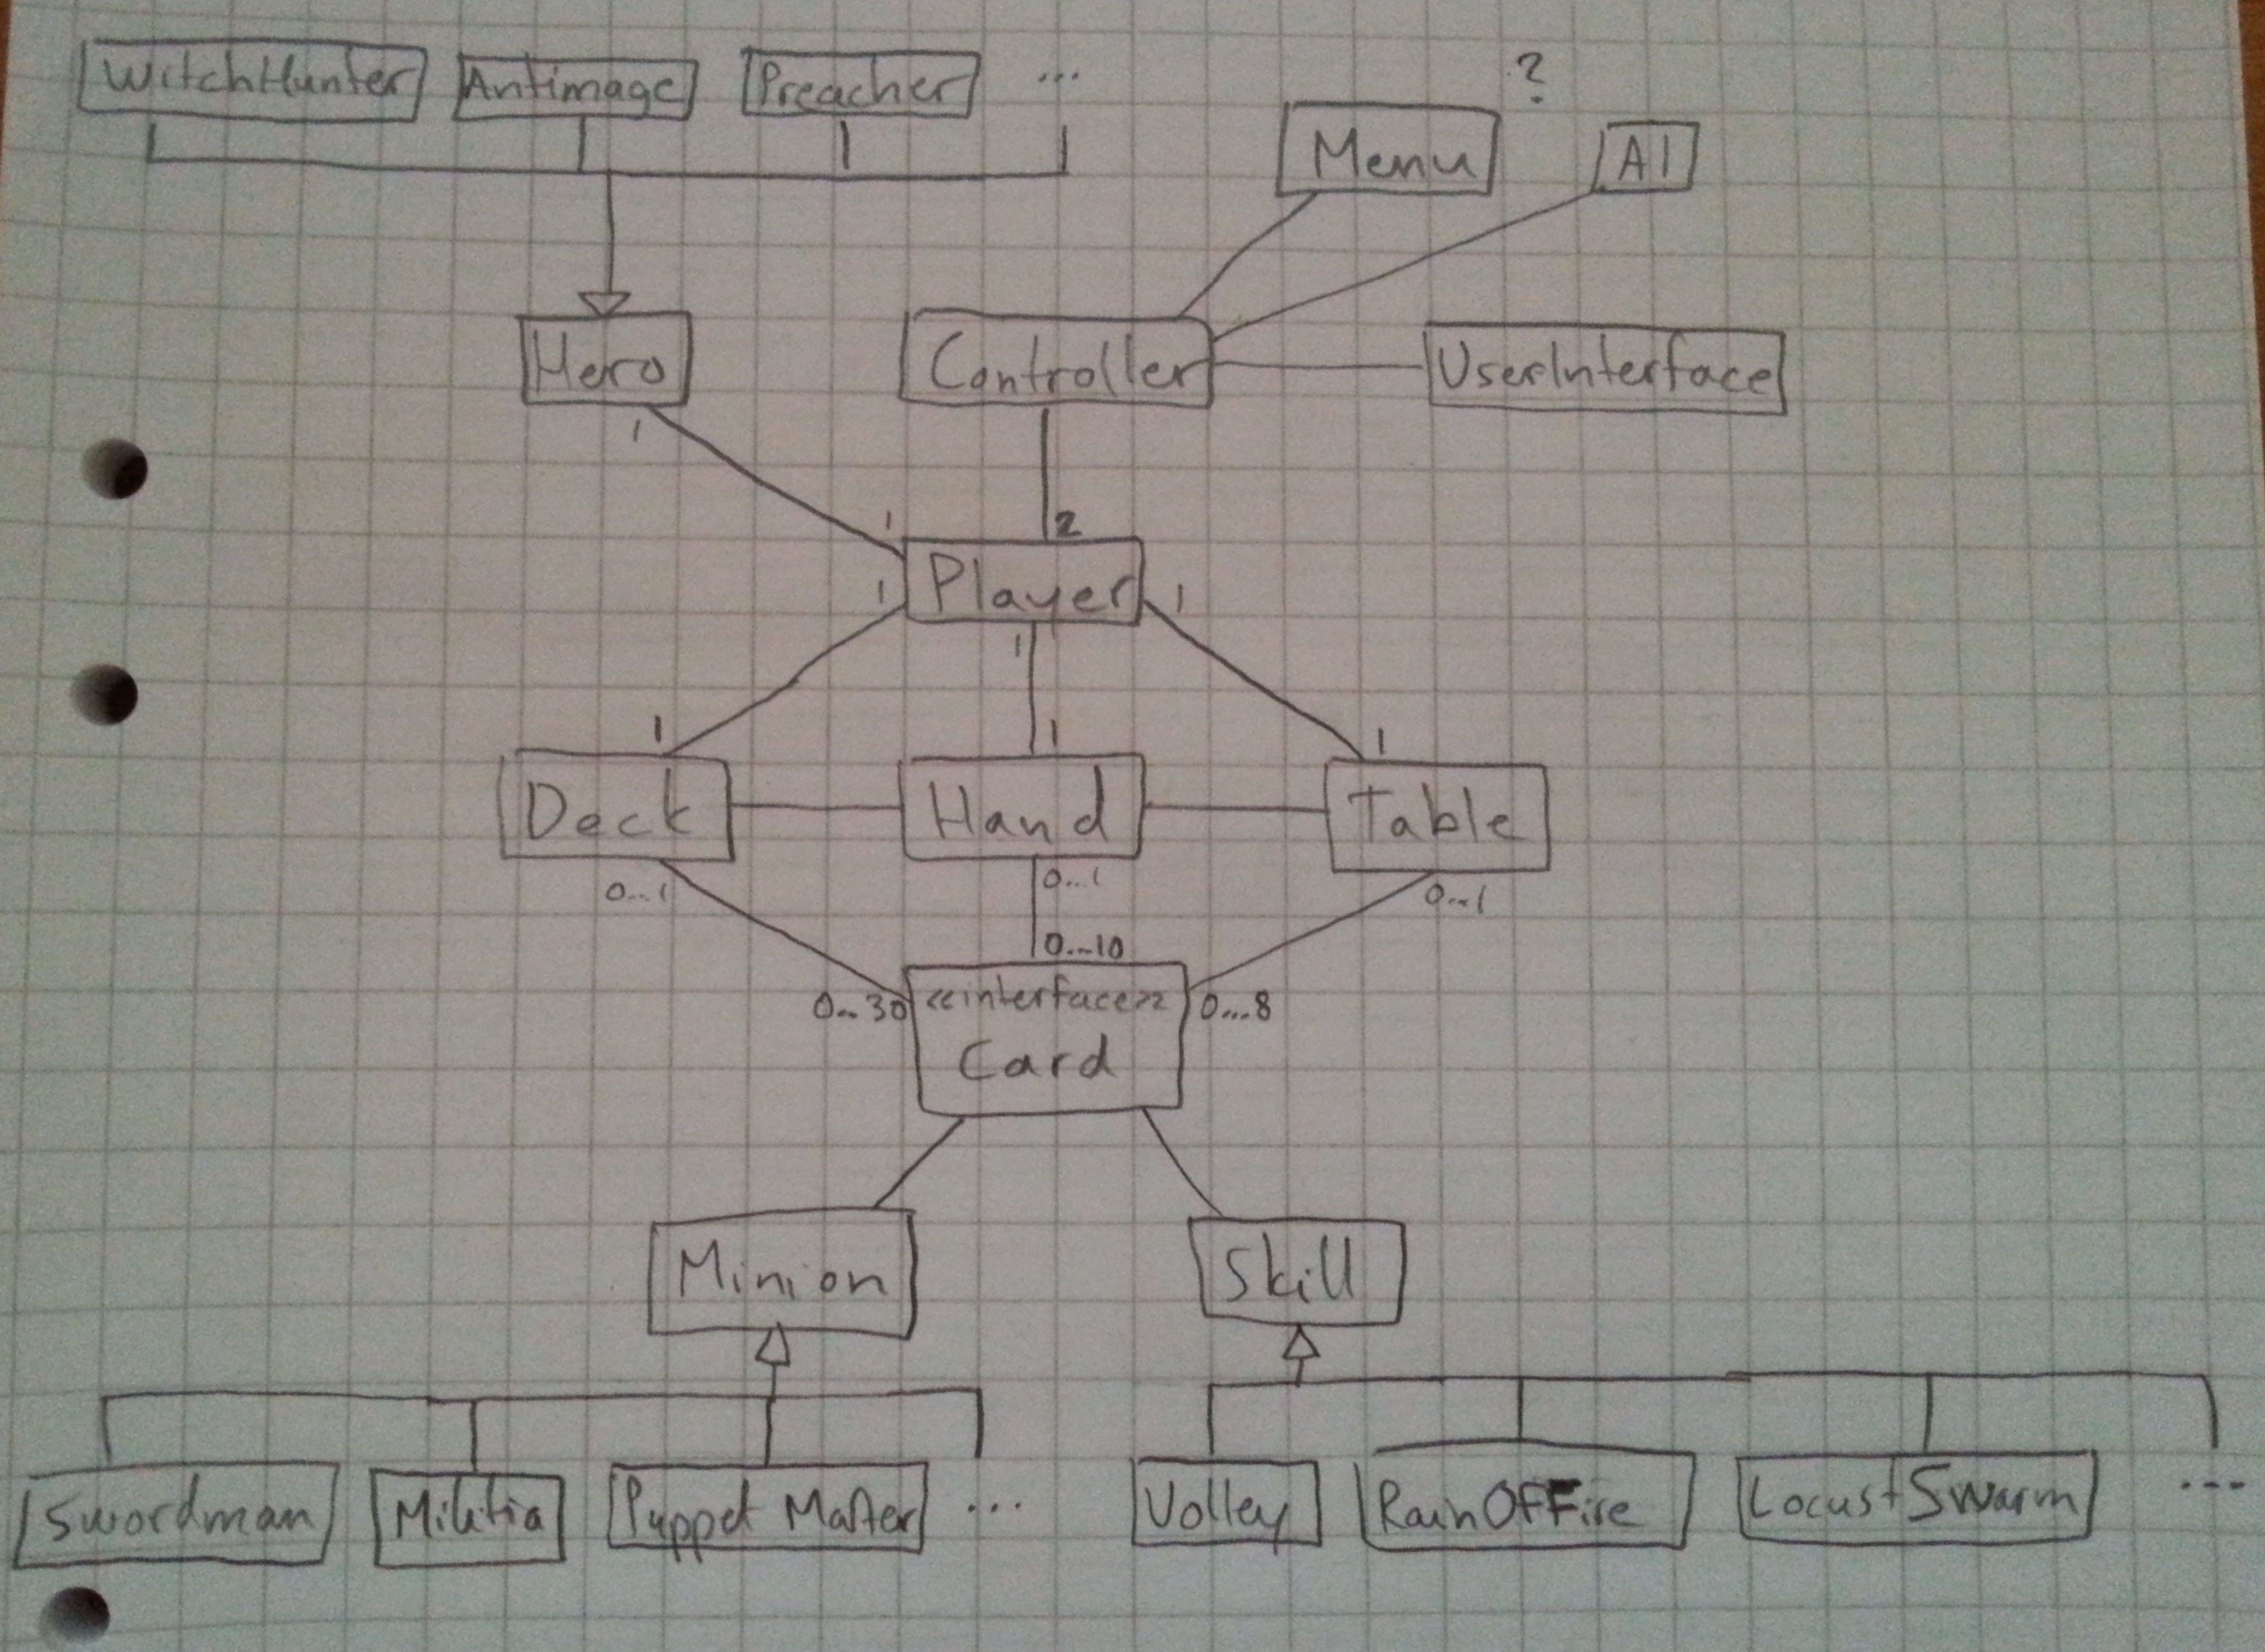 WitchHunter
Antimage
Preacher
...
?
Menu
AI
Hero
Controller
UserInterface
1
1
2
1
Player
1
1
1
1
1
Deck
Hand
Table
0...1
0...1
0...1
0...10
0...30
<<interface>>
0...8
Card
Minion
Skill
Swordman
Militia
Puppet Master
...
Volley
RainOfFire
LocustSwarm
...